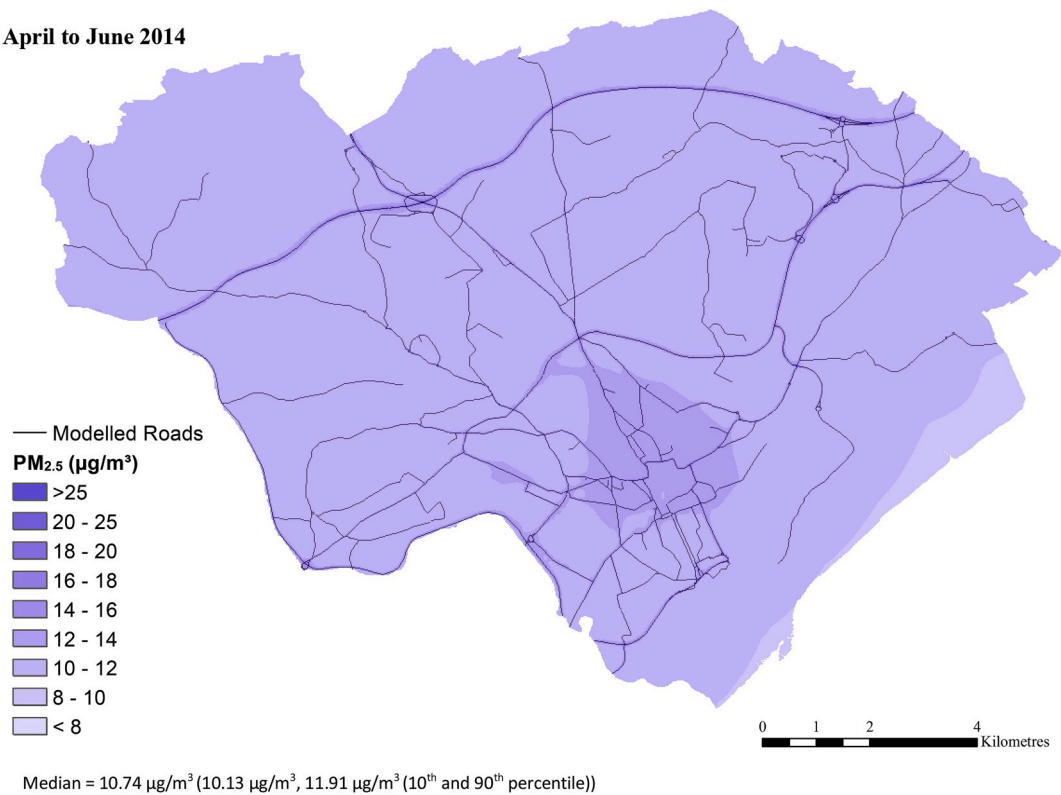 April to June 2014
Modelled Roads
PM₂.₅ (µg/m³)
>25
20 - 25
18 - 20
16 - 18
14 - 16
12 - 14
10 - 12
8 - 10
< 8
0 1 2 4
Kilometres
Median = 10.74 µg/m³ (10.13 µg/m³, 11.91 µg/m³ (10th and 90th percentile))